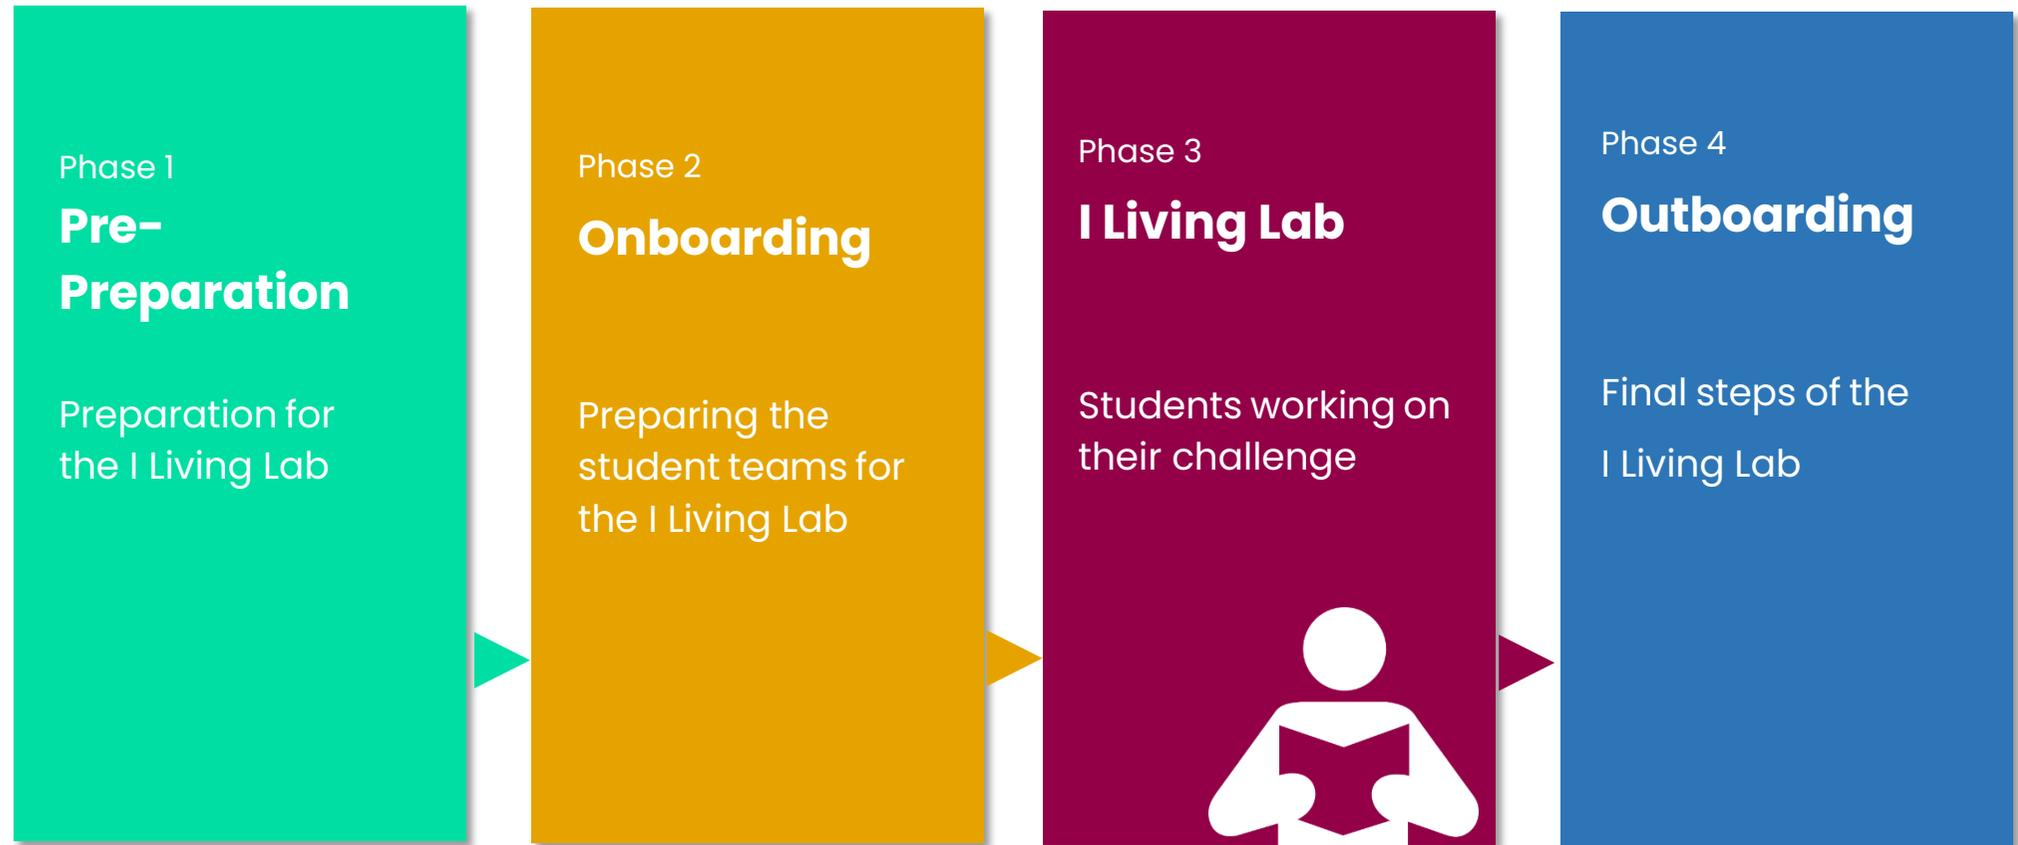 Phase 1
Pre-
Preparation
Preparation for
the I Living Lab
Phase 2
Onboarding
Preparing the
student teams for
the I Living Lab
Phase 3
I Living Lab
Students working on
their challenge
Phase 4
Outboarding
Final steps of the
I Living Lab